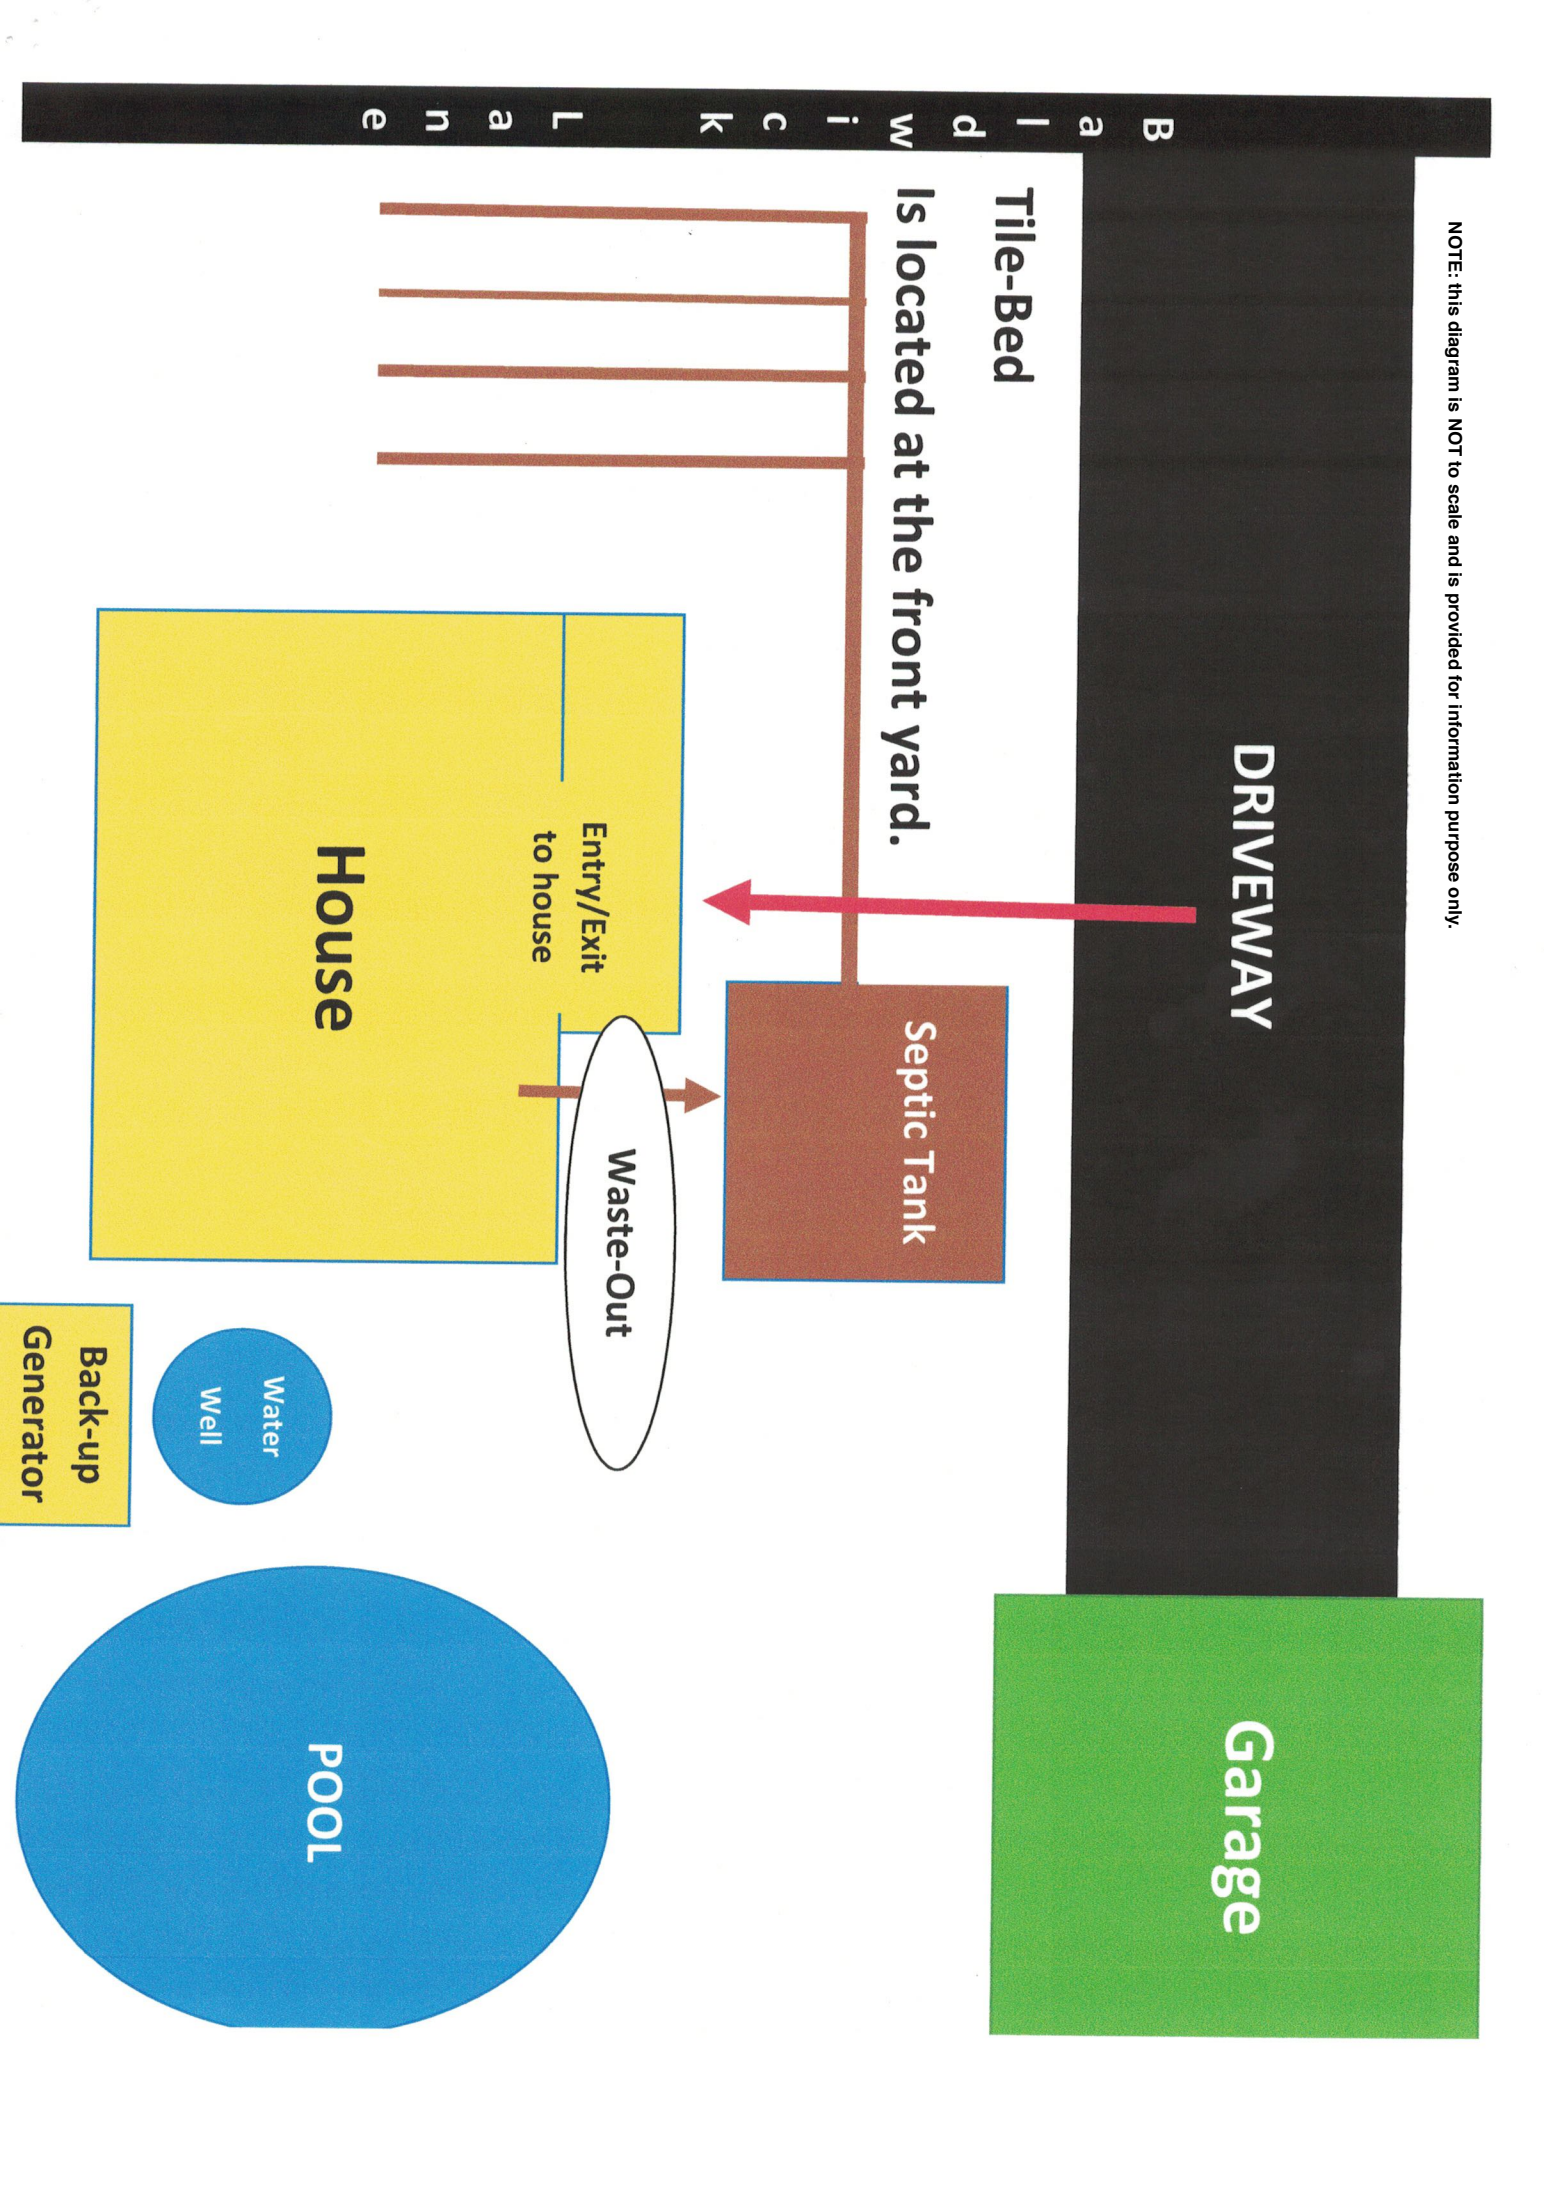 NOTE: this diagram is NOT to scale and is provided for information purpose only.
DRIVEWAY
Garage
Baldwick Lane
Tile-Bed
Is located at the front yard.
Septic Tank
Waste-Out
Entry/Exit
to house
House
POOL
Water
Well
Back-up
Generator